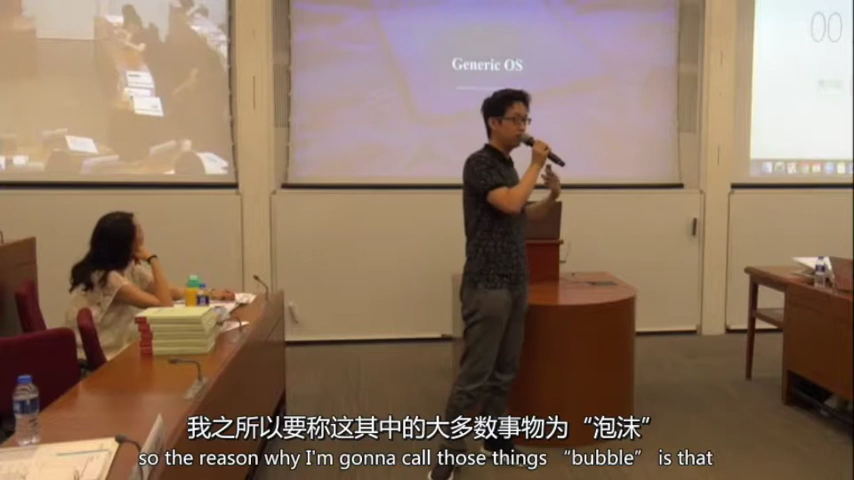 Generic OS
00
我之所以要称这其中的大多数事物为“泡沫”
so the reason why I'm gonna call those things “bubble” is that